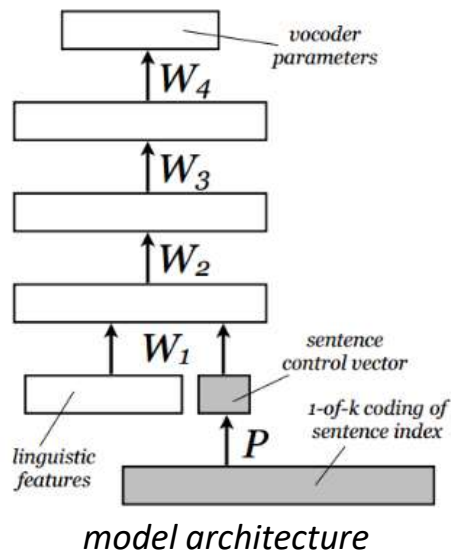 vocoder
parameters
W4
W3
W2
W1
sentence
control vector
1-of-k coding of
sentence index
linguistic
features
P
model architecture